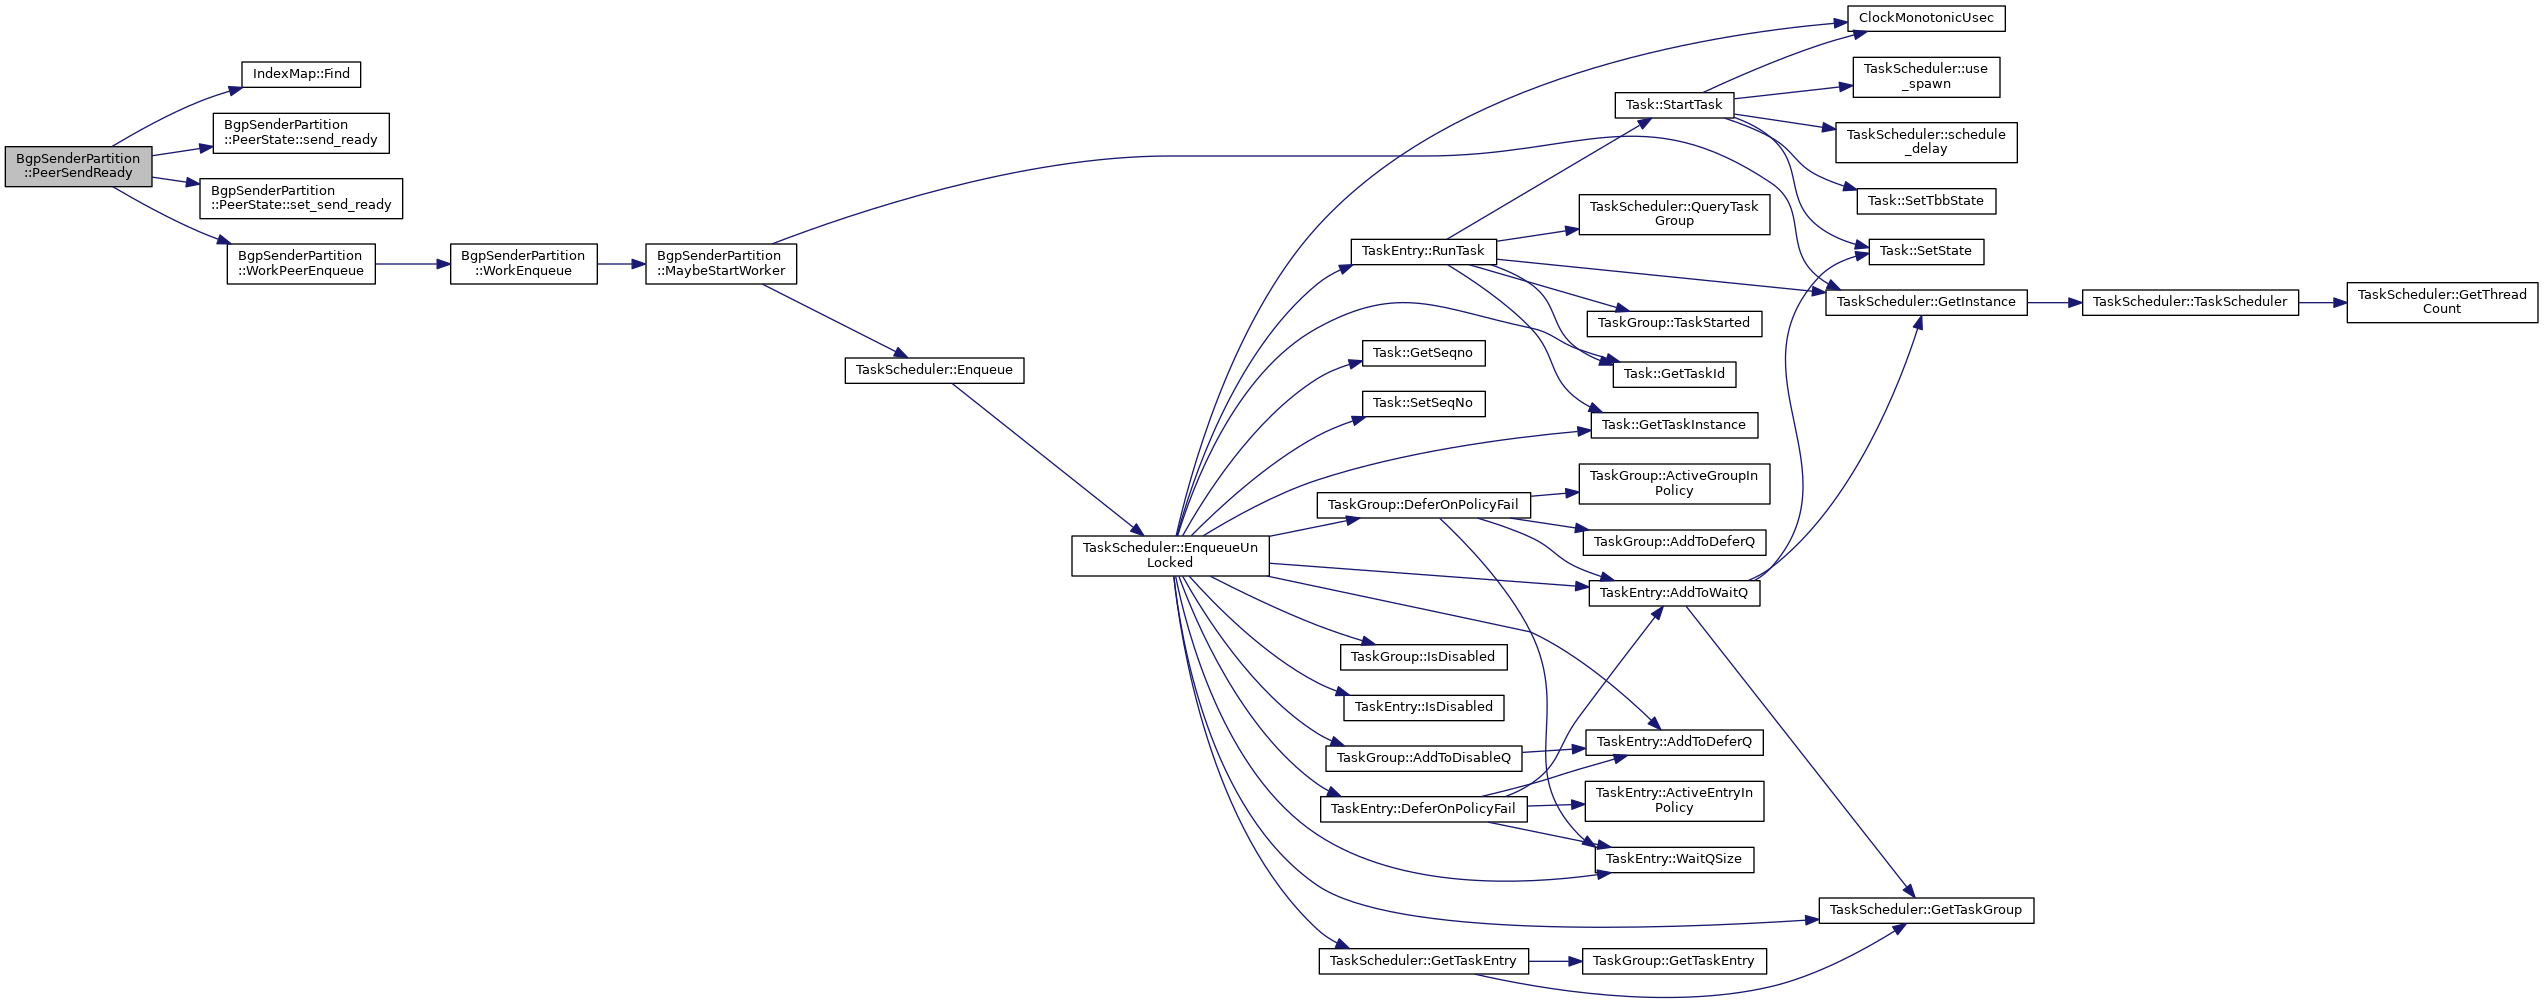 BgpSenderPartition
::PeerSendReady
IndexMap::Find
BgpSenderPartition
::PeerState::send_ready
BgpSenderPartition
::PeerState::set_send_ready
BgpSenderPartition
::WorkPeerEnqueue
BgpSenderPartition
::WorkEnqueue
BgpSenderPartition
::MaybeStartWorker
TaskScheduler::Enqueue
TaskScheduler::EnqueueUn
Locked
TaskEntry::RunTask
Task::GetSeqno
Task::SetSeqNo
TaskGroup::DeferOnPolicyFail
TaskGroup::IsDisabled
TaskEntry::IsDisabled
TaskGroup::AddToDisableQ
TaskEntry::DeferOnPolicyFail
TaskScheduler::GetTaskEntry
Task::StartTask
TaskScheduler::QueryTask
Group
TaskGroup::TaskStarted
Task::GetTaskId
Task::GetTaskInstance
TaskGroup::ActiveGroupIn
Policy
TaskGroup::AddToDeferQ
TaskEntry::AddToWaitQ
TaskEntry::AddToDeferQ
TaskEntry::ActiveEntryIn
Policy
TaskEntry::WaitQSize
TaskGroup::GetTaskEntry
ClockMonotonicUsec
TaskScheduler::use
_spawn
TaskScheduler::schedule
_delay
Task::SetTbbState
Task::SetState
TaskScheduler::GetInstance
TaskScheduler::GetTaskGroup
TaskScheduler::TaskScheduler
TaskScheduler::GetThread
Count